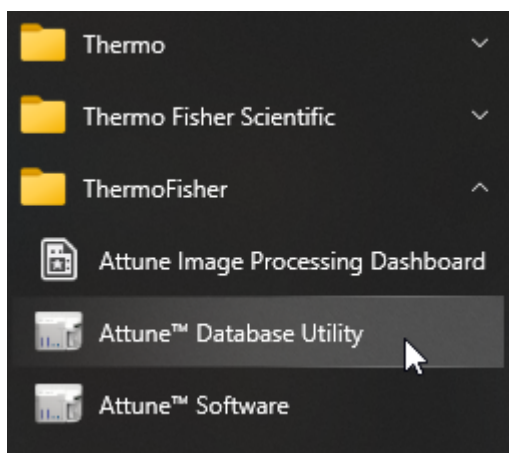 Thermo
Thermo Fisher Scientific
ThermoFisher
Attune Image Processing Dashboard
Attune™ Database Utility
Attune™ Software